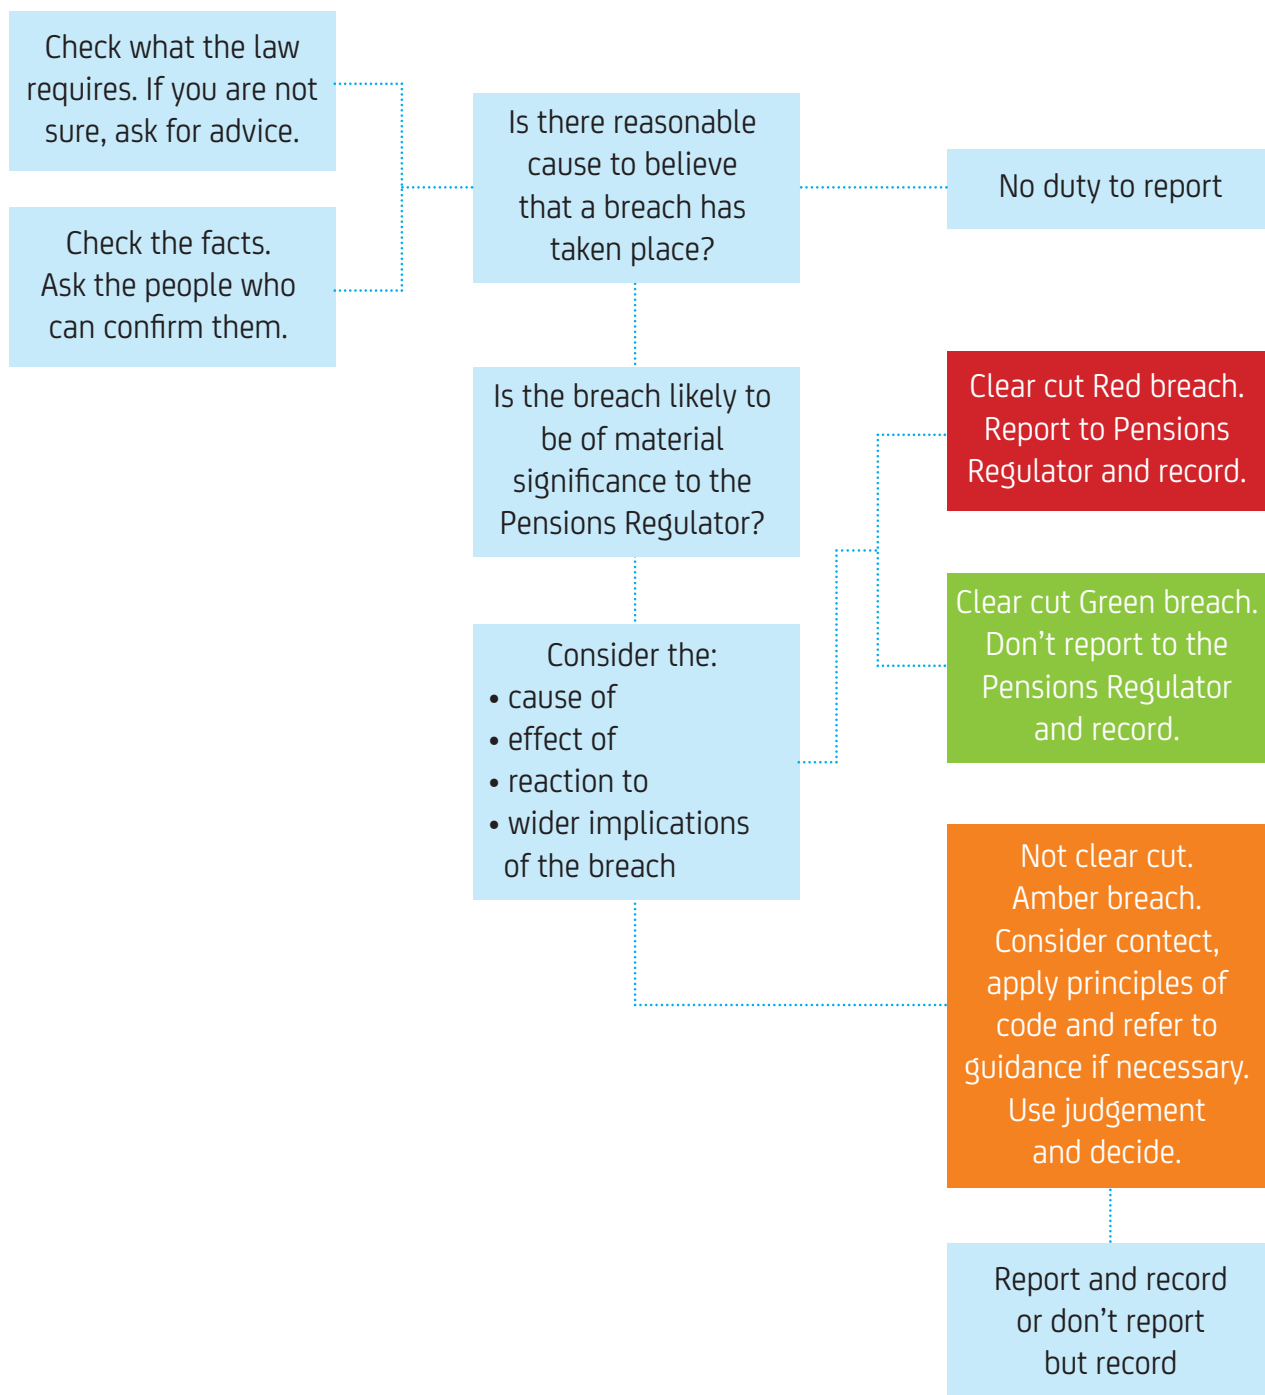 Check what the law
requires. If you are not
sure, ask for advice.
Check the facts.
Ask the people who
can confirm them.
Is there reasonable
cause to believe
that a breach has
taken place?
No duty to report
Is the breach likely to
be of material
significance to the
Pensions Regulator?
Consider the:
• cause of
• effect of
• reaction to
• wider implications
of the breach
Clear cut Red breach.
Report to Pensions
Regulator and record.
Clear cut Green breach.
Don’t report to the
Pensions Regulator
and record.
Not clear cut.
Amber breach.
Consider contect,
apply principles of
code and refer to
guidance if necessary.
Use judgement
and decide.
Report and record
or don’t report
but record